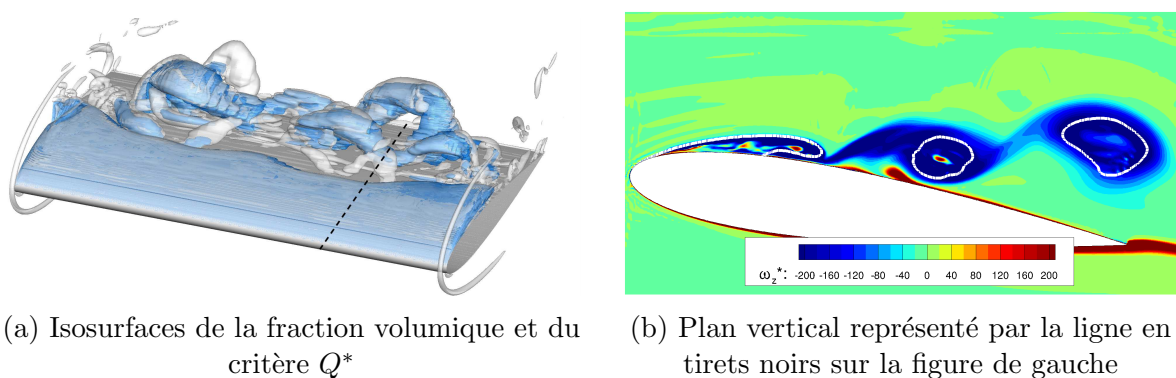 ω_z*:
-200 -160 -120 -80 -40 0 40 80 120 160 200
(a) Isosurfaces de la fraction volumique et du
critère Q*
(b) Plan vertical représenté par la ligne en
tirets noirs sur la figure de gauche